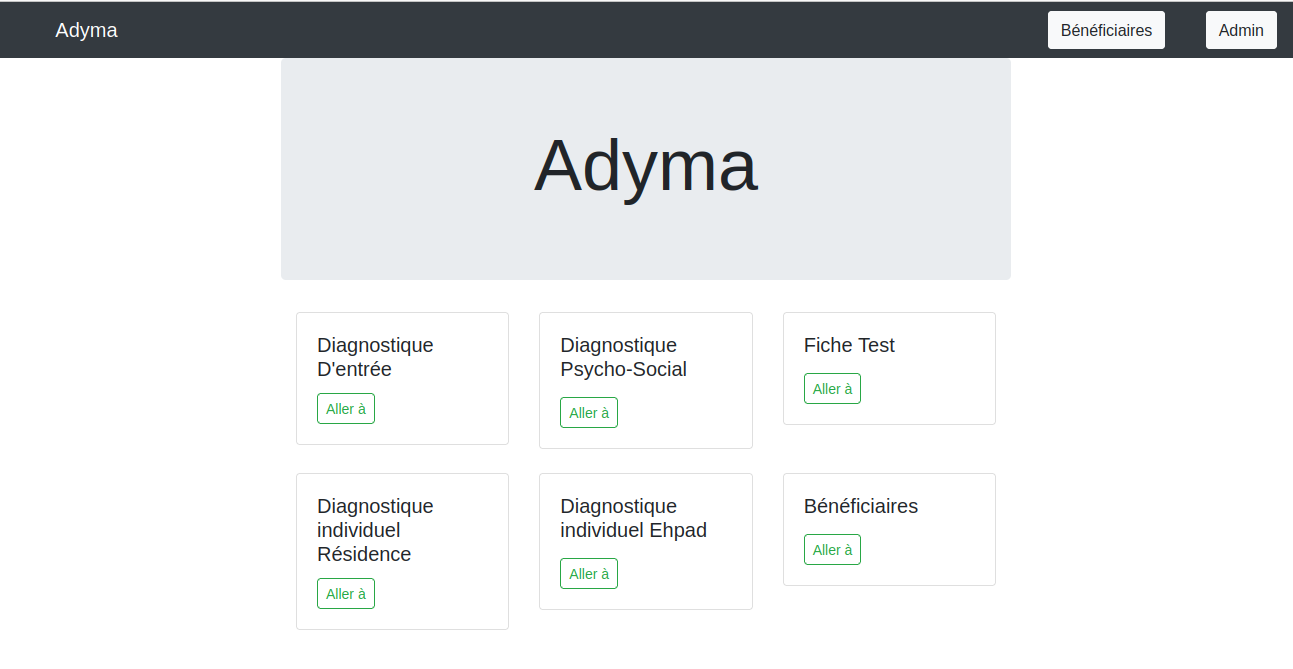 Adyma
Bénéficiaires
Admin
Adyma
Diagnostique
D'entrée
Aller à
Diagnostique
Psycho-Social
Aller à
Fiche Test
Aller à
Diagnostique
individuel
Résidence
Aller à
Diagnostique
individuel Ehpad
Aller à
Bénéficiaires
Aller à